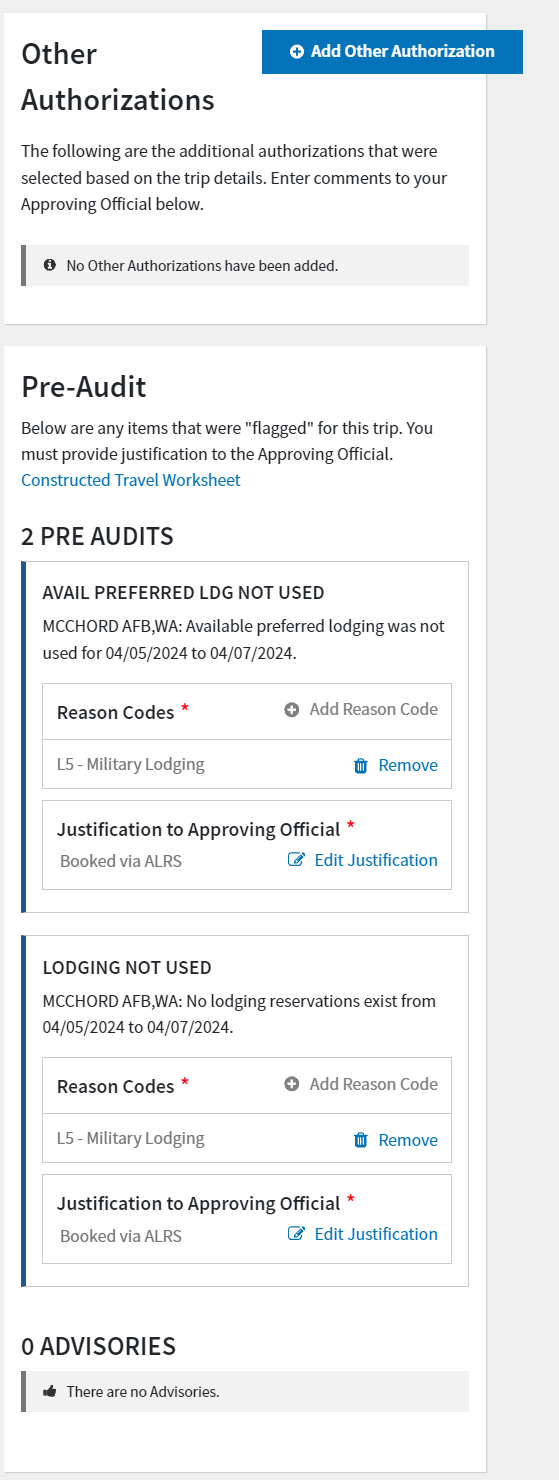 Other
Authorizations
Add Other Authorization
The following are the additional authorizations that were
selected based on the trip details. Enter comments to your
Approving Official below.
No Other Authorizations have been added.
Pre-Audit
Below are any items that were "flagged" for this trip. You
must provide justification to the Approving Official.
Constructed Travel Worksheet
2 PRE AUDITS
AVAIL PREFERRED LDG NOT USED
MCCHORD AFB,WA: Available preferred lodging was not
used for 04/05/2024 to 04/07/2024.
Reason Codes * Add Reason Code
L5 - Military Lodging Remove
Justification to Approving Official *
Booked via ALRS Edit Justification
LODGING NOT USED
MCCHORD AFB,WA: No lodging reservations exist from
04/05/2024 to 04/07/2024.
Reason Codes * Add Reason Code
L5 - Military Lodging Remove
Justification to Approving Official *
Booked via ALRS Edit Justification
0 ADVISORIES
There are no Advisories.